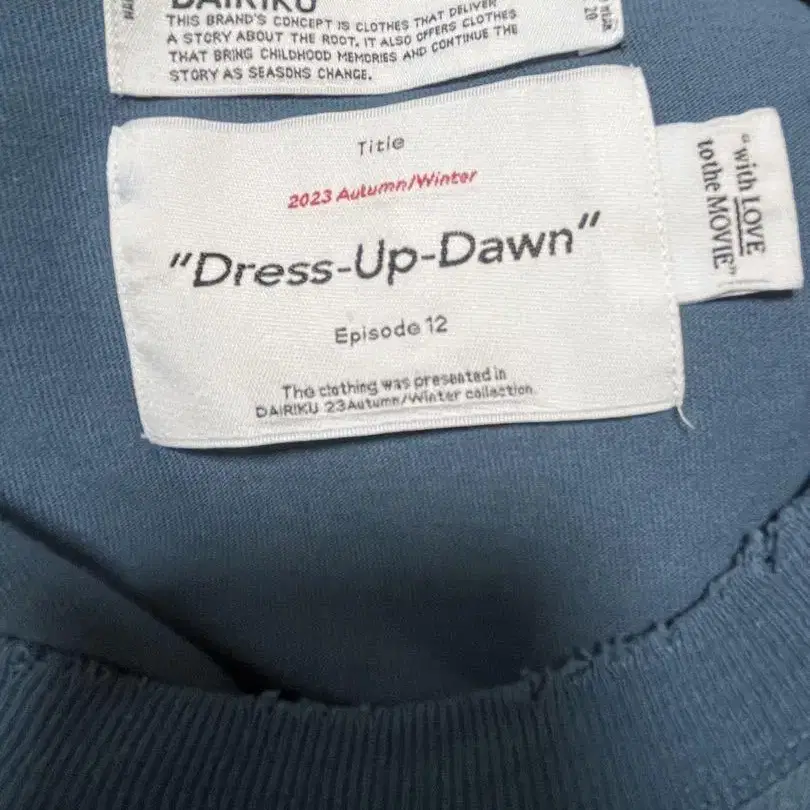 DAIRIKU
THIS BRAND'S CONCEPT IS CLOTHES THAT DELIVER
A STORY ABOUT THE ROOT. IT ALSO OFFERS CLOTHES
THAT BRING CHILDHOOD MEMORIES AND CONTINUE THE
STORY AS SEASONS CHANGE.
20
Title
2023 Autumn/Winter
"Dress-Up-Dawn"
Episode 12
The clothing was presented in
DAIRIKU 23Autumn/Winter collection.
"with LOVE
to the MOVIE"